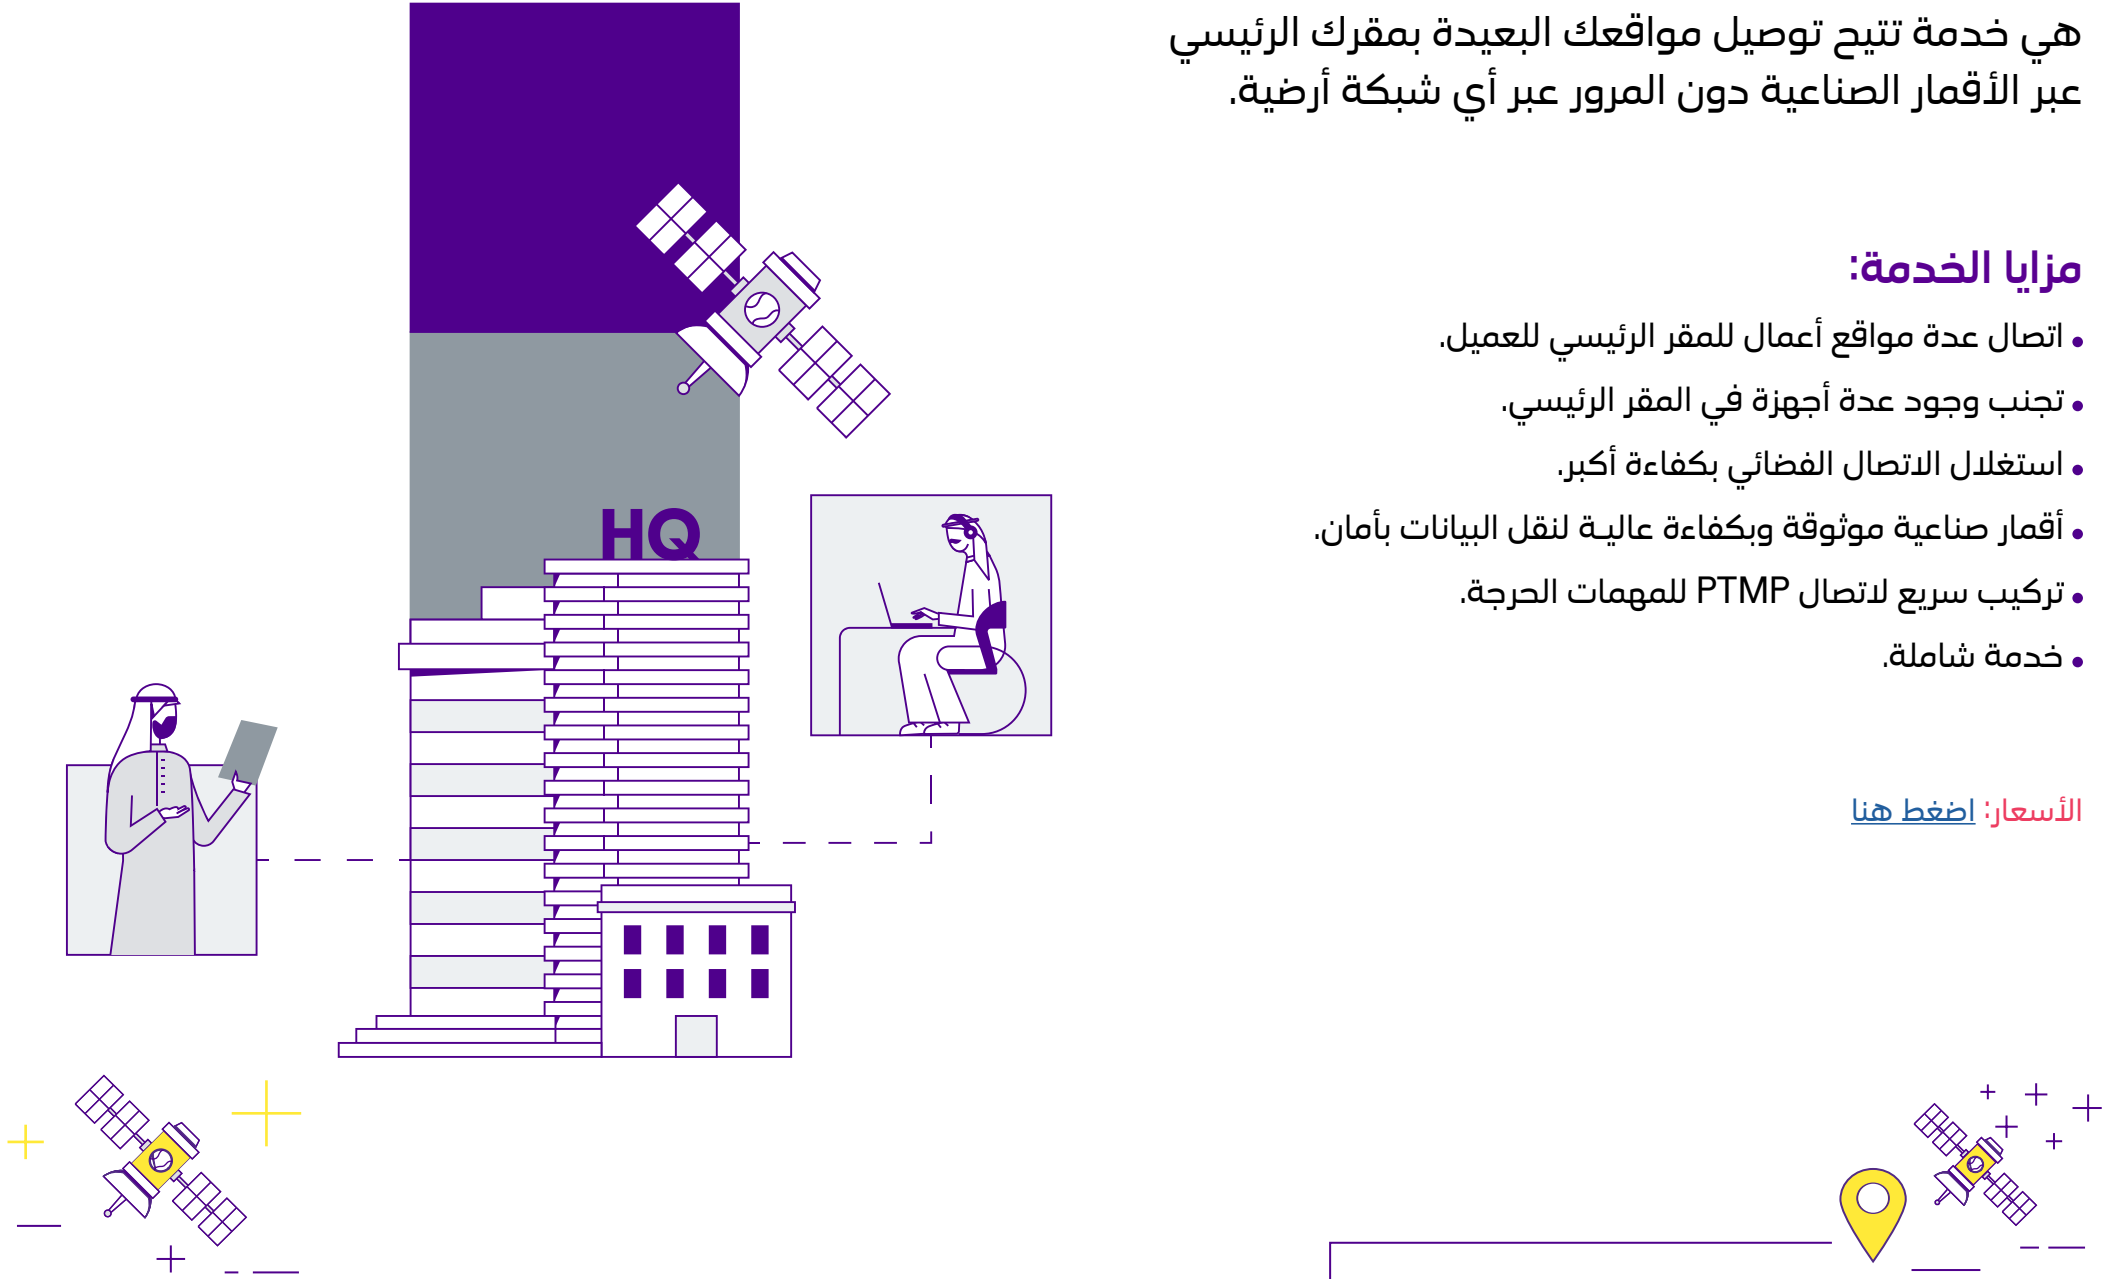 هي خدمة تتيح توصيل مواقعك البعيدة بمقرك الرئيسي
عبر الأقمار الصناعية دون المرور عبر أي شبكة أرضية.
مزايا الخدمة:
• اتصال عدة مواقع أعمال للمقر الرئيسي للعميل.
• تجنب وجود عدة أجهزة في المقر الرئيسي.
• استغلال الاتصال الفضائي بكفاءة أكبر.
• أقمار صناعية موثوقة وبكفاءة عالية لنقل البيانات بأمان.
• تركيب سريع لاتصال PTMP للمهمات الحرجة.
• خدمة شاملة.
الأسعار: اضغط هنا
HQ